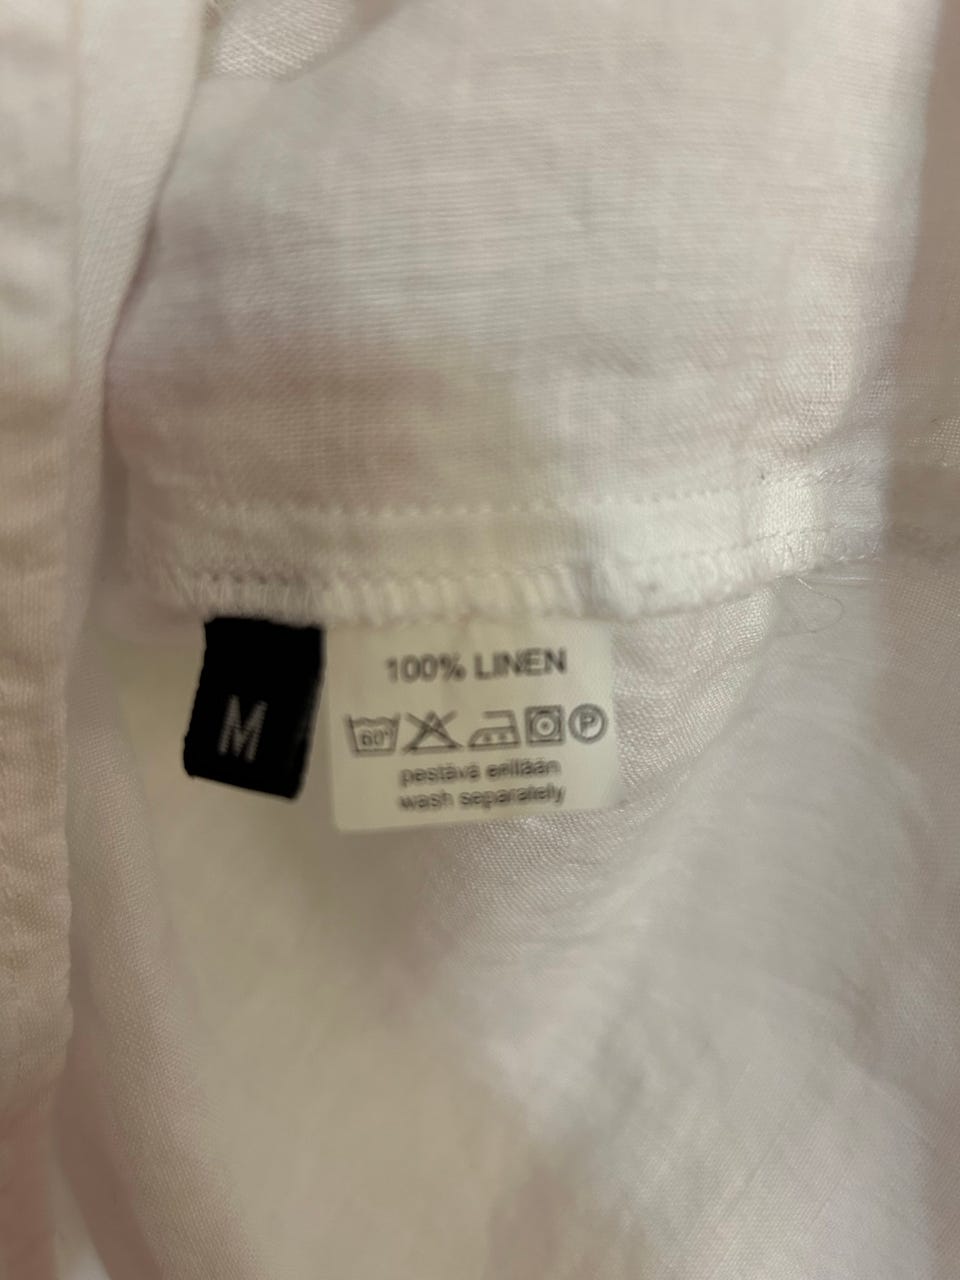 M
100% LINEN
60°
P
pestävä erillään
wash separately